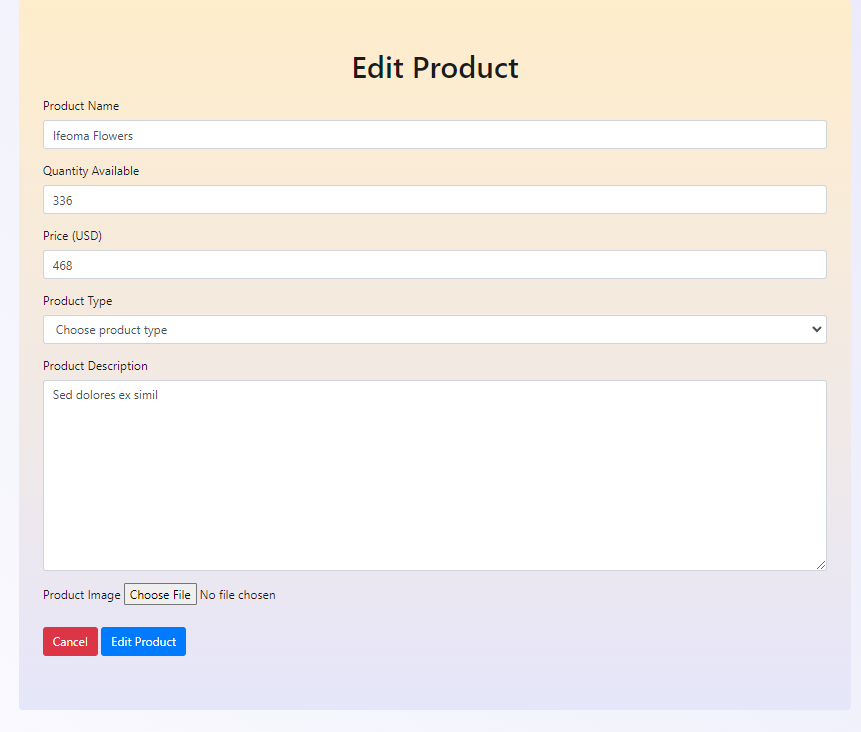 Edit Product
Product Name
Ifeoma Flowers
Quantity Available
336
Price (USD)
468
Product Type
Choose product type
Product Description
Sed dolores ex simil
Product Image Choose File No file chosen
Cancel Edit Product